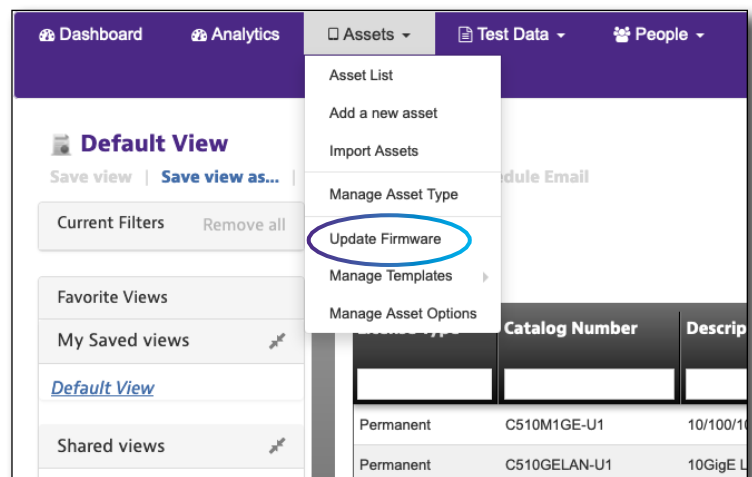 Dashboard Analytics Assets Test Data People
Asset List
Add a new asset
Import Assets
Manage Asset Type
Update Firmware
Manage Templates
Manage Asset Options
Default View
Save view | Save view as... | edule Email
Current Filters Remove all
Favorite Views
My Saved views
Default View
Shared views
Catalog Number Descrip
Permanent C510M1GE-U1 10/100/10
Permanent C510GELAN-U1 10GigE L